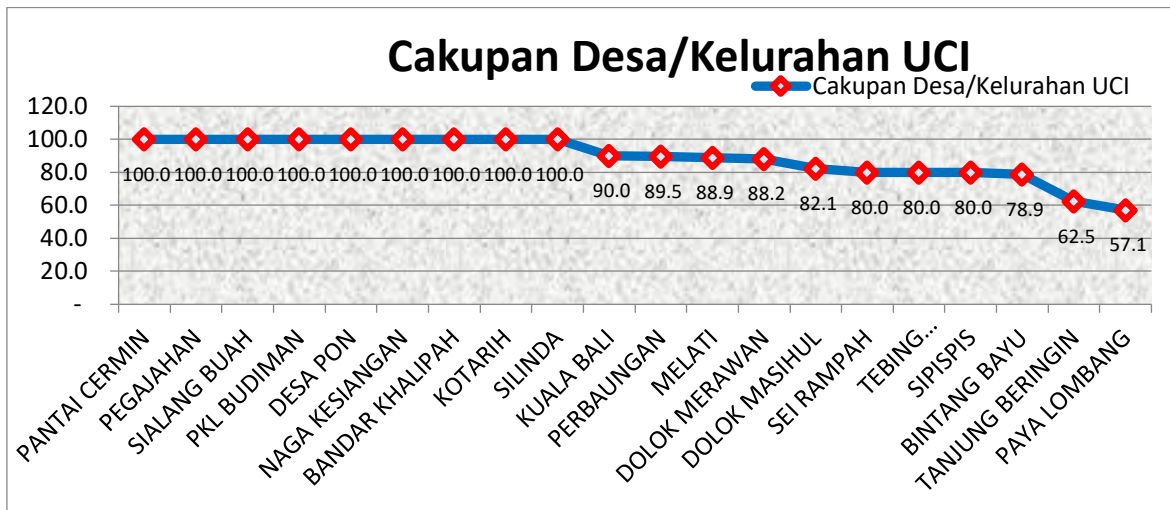 Cakupan Desa/Kelurahan UCI
Cakupan Desa/Kelurahan UCI
120.0
100.0
80.0
60.0
40.0
20.0
-
100.0 100.0 100.0 100.0 100.0 100.0 100.0 100.0 100.0 90.0 89.5 88.9 88.2 82.1 80.0 80.0 80.0 78.9 62.5 57.1
PANTAI CERMIN
PEGAJAHAN
SIALANG BUAH
PKL BUDIMAN
DESA PON
NAGA KESIANGAN
BANDAR KHALIPAH
KOTARIH
SILINDA
KUALA BALI
PERBAUNGAN
MELATI
DOLOK MERAWAN
DOLOK MASIHUL
SEI RAMPAH
TEBING...
SIPISPIS
BINTANG BAYU
TANJUNG BERINGIN
PAYA LOMBANG